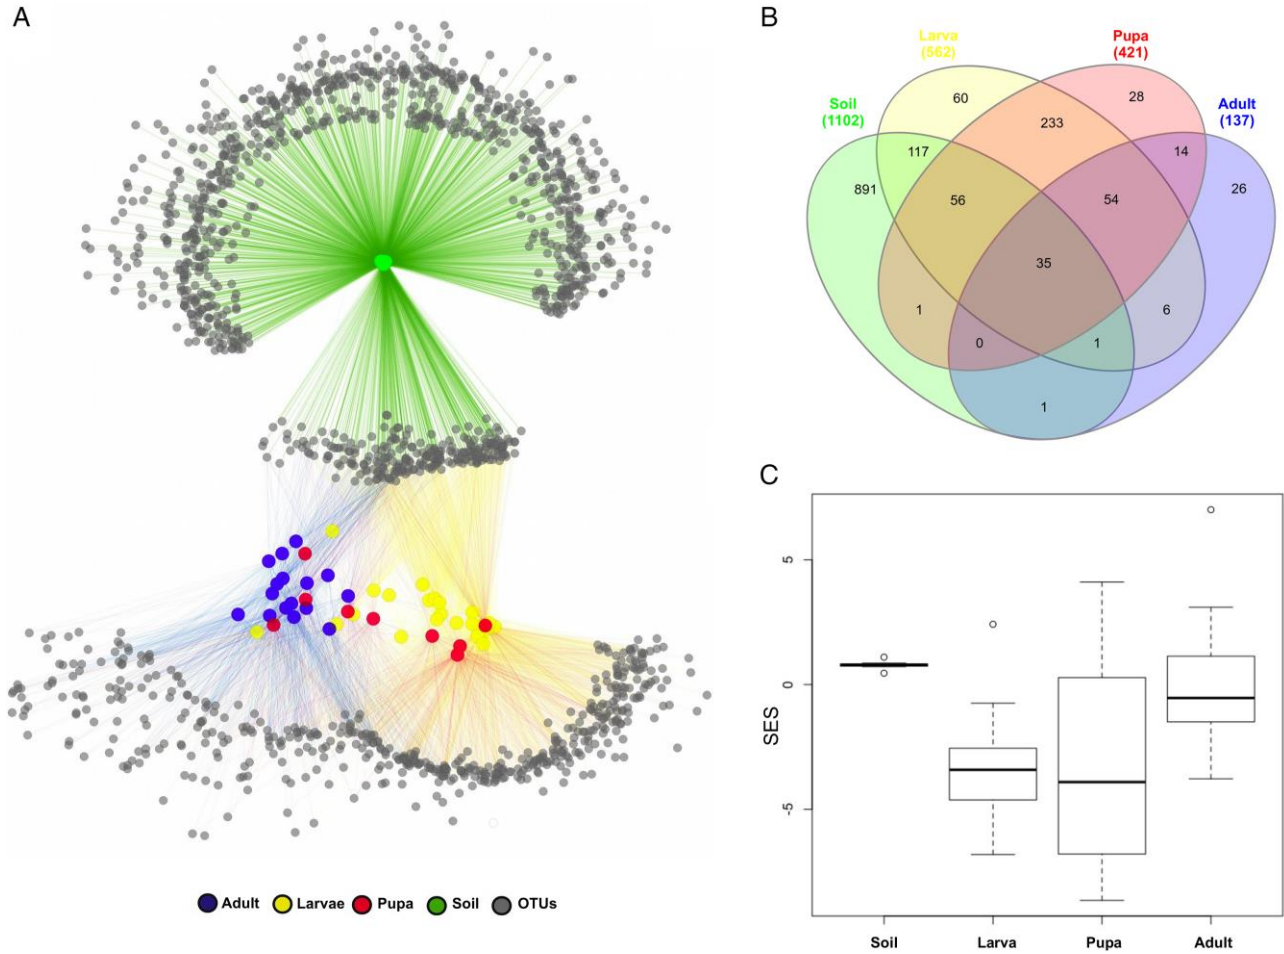 A
Adult Larvae Pupa Soil OTUs
B
Larva
(562)
Pupa
(421)
Soil
(1102)
Adult
(137)
60
28
233
117
14
891
56
54
26
35
1
6
0
1
1
C
SES
5
0
-5
Soil Larva Pupa Adult